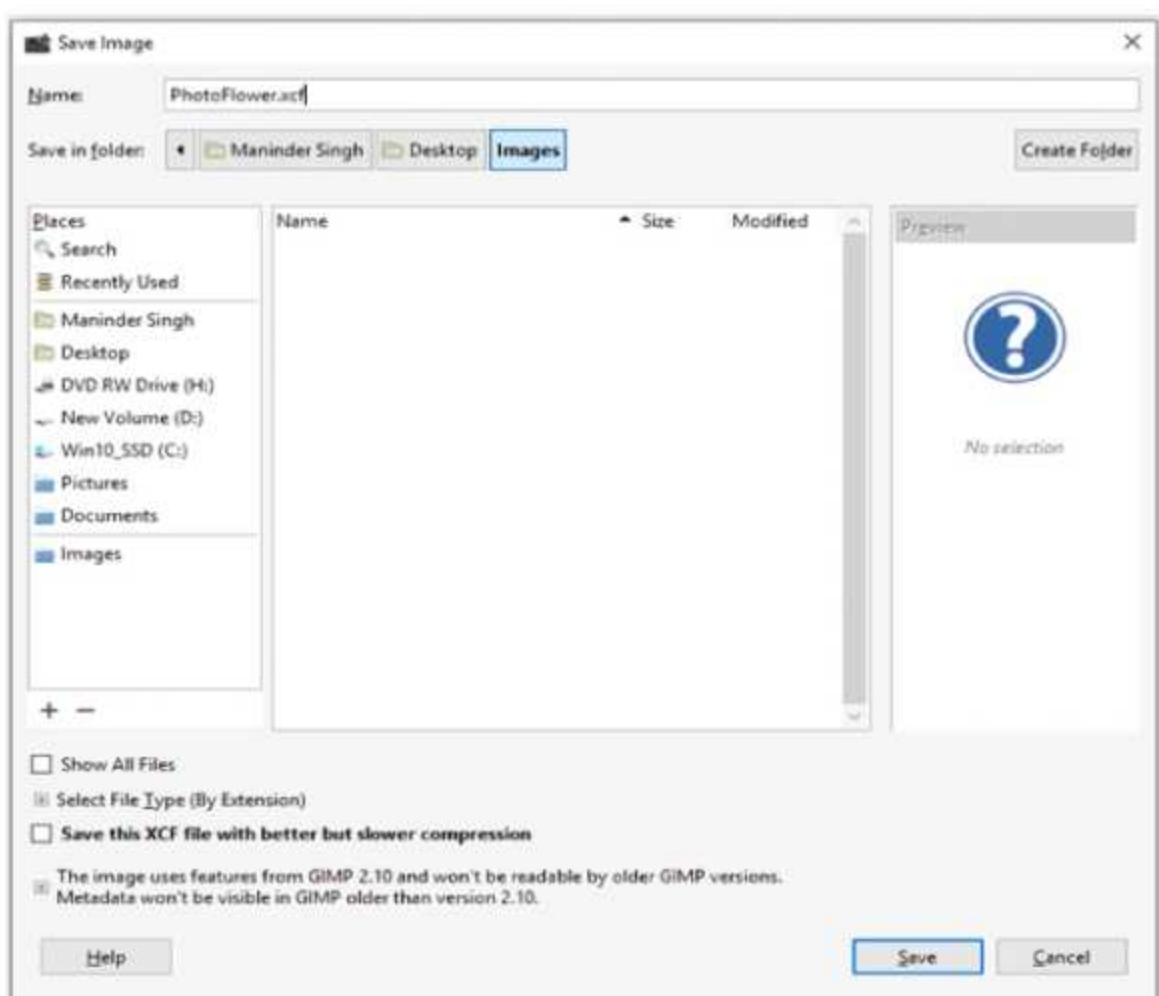 Save Image
Name: PhotoFlower.xcf
Save in folder: Maninder Singh Desktop Images Create Folder
Places
Search
Recently Used
Maninder Singh
Desktop
DVD RW Drive (H:)
New Volume (D:)
Win10_SSD (C:)
Pictures
Documents
Images
Name Size Modified
Preview
No selection
Show All Files
Select File Type (By Extension)
Save this XCF file with better but slower compression
The image uses features from GIMP 2.10 and won't be readable by older GIMP versions.
Metadata won't be visible in GIMP older than version 2.10.
Help Save Cancel